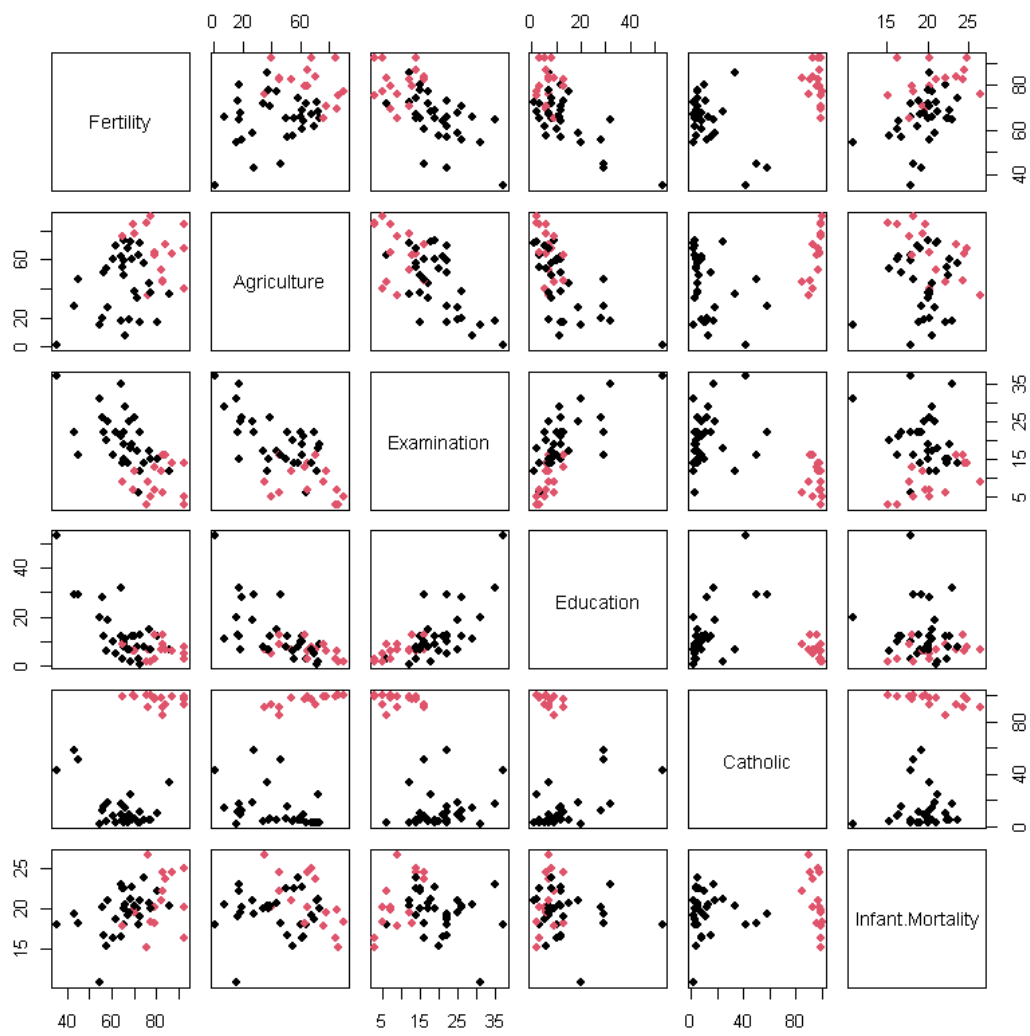 0 20 60 0 20 40 15 20 25
Fertility
40 60 80
0 20 60
Agriculture
Examination
5 15 25 35
0 20 40
Education
Catholic
0 40 80
15 20 25
Infant.Mortality
40 60 80 5 15 25 35 0 40 80